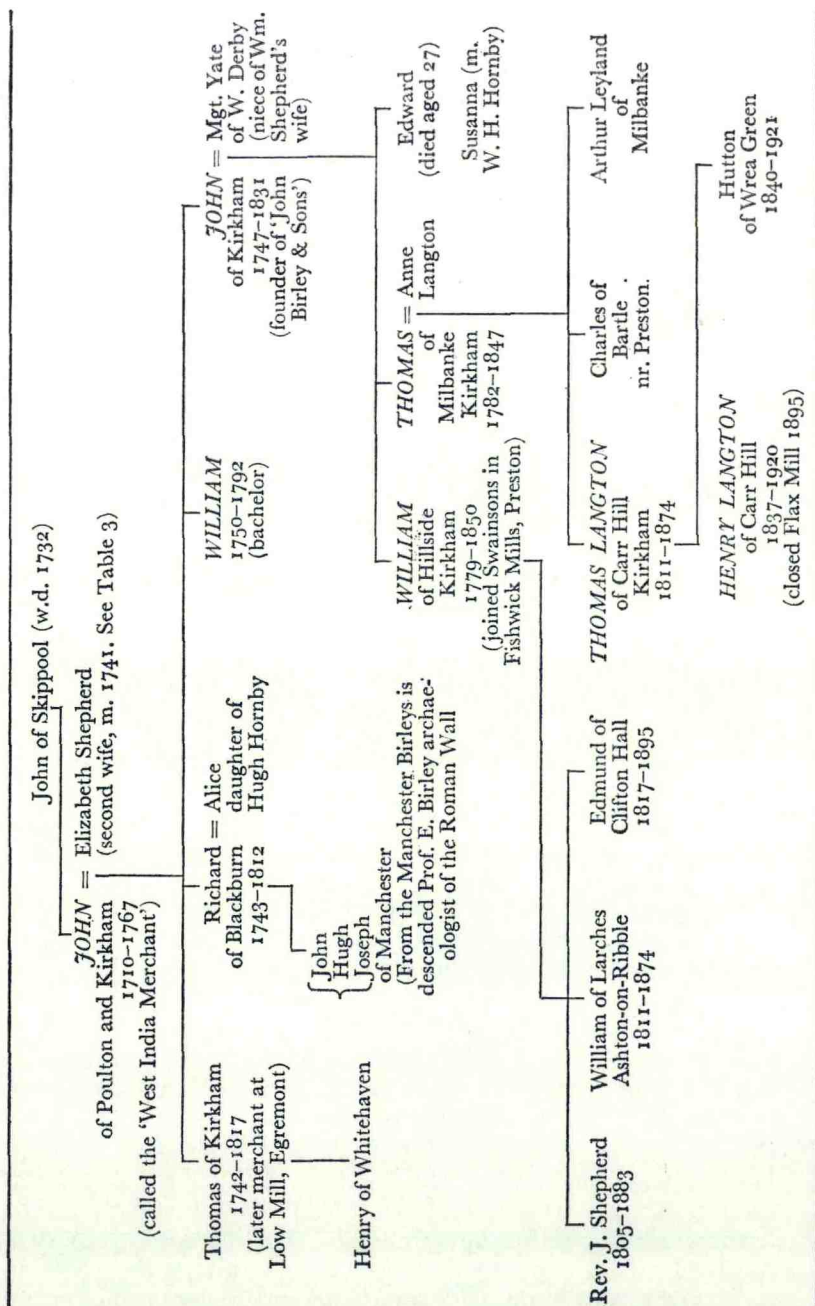 John of Skippool (w.d. 1732)
JOHN = Elizabeth Shepherd
of Poulton and Kirkham (second wife, m. 1741. See Table 3)
1710–1767
(called the 'West India Merchant')
Thomas of Kirkham
1742–1817
(later merchant at
Low Mill, Egremont)
Henry of Whitehaven
Richard = Alice
of Blackburn daughter of
1743–1812 Hugh Hornby
John
Hugh
Joseph
of Manchester
(From the Manchester Birleys is
descended Prof. E. Birley archae-
ologist of the Roman Wall
WILLIAM
1750–1792
(bachelor)
JOHN = Mgt. Yate
of Kirkham of W. Derby
1747–1831 (niece of Wm.
(founder of 'John Shepherd's
Birley & Sons') wife)
WILLIAM
of Hillside
Kirkham
1779–1850
(joined Swainsons in
Fishwick Mills, Preston)
THOMAS = Anne
of Langton
Milbanke
Kirkham
1782–1847
Edward
(died aged 27)
Susanna (m.
W. H. Hornby)
Rev. J. Shepherd
1805–1883
William of Larches
Ashton-on-Ribble
1811–1874
Edmund of
Clifton Hall
1817–1895
THOMAS LANGTON
of Carr Hill
Kirkham
1811–1874
Charles of
Bartle .
nr. Preston.
Arthur Leyland
of
Milbanke
HENRY LANGTON
of Carr Hill
1837–1920
(closed Flax Mill 1895)
Hutton
of Wrea Green
1840–1921